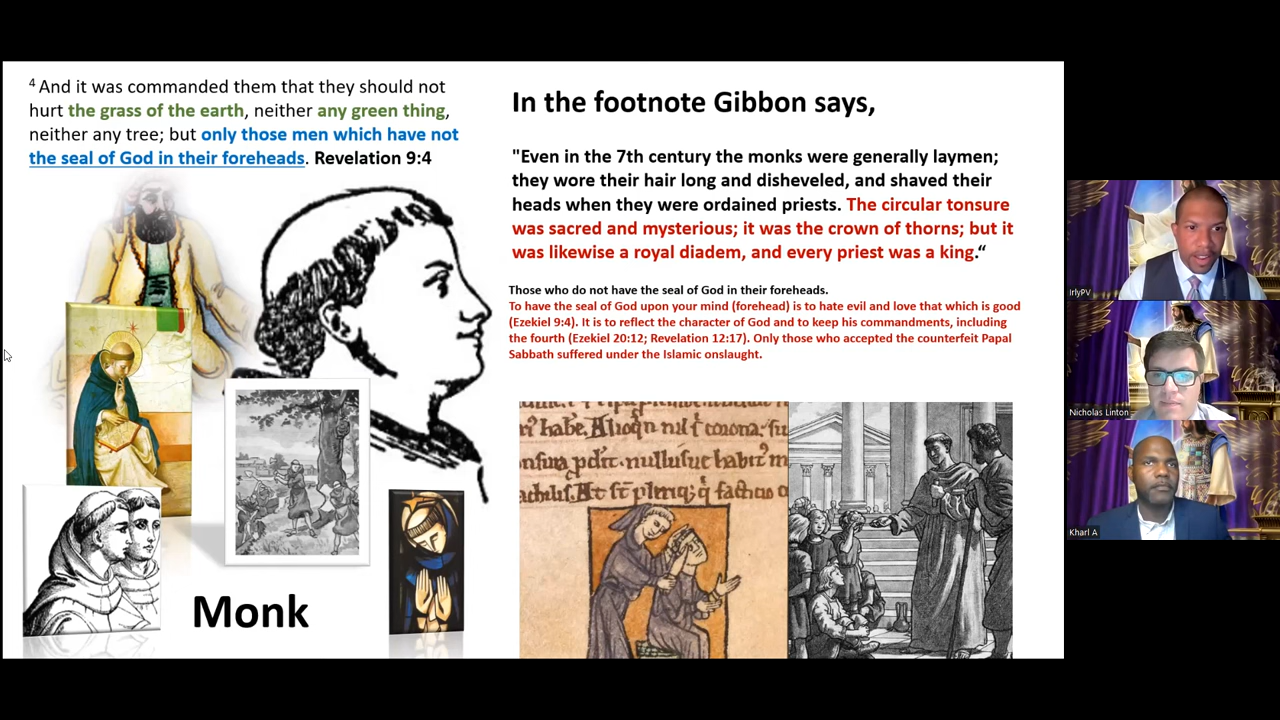 4 And it was commanded them that they should not
hurt the grass of the earth, neither any green thing,
neither any tree; but only those men which have not
the seal of God in their foreheads. Revelation 9:4
In the footnote Gibbon says,
"Even in the 7th century the monks were generally laymen;
they wore their hair long and disheveled, and shaved their
heads when they were ordained priests. The circular tonsure
was sacred and mysterious; it was the crown of thorns; but it
was likewise a royal diadem, and every priest was a king.“
Those who do not have the seal of God in their foreheads.
To have the seal of God upon your mind (forehead) is to hate evil and love that which is good
(Ezekiel 9:4). It is to reflect the character of God and to keep his commandments, including
the fourth (Ezekiel 20:12; Revelation 12:17). Only those who accepted the counterfeit Papal
Sabbath suffered under the Islamic onslaught.
Monk
IrlyPV
Nicholas Linton
Kharl A